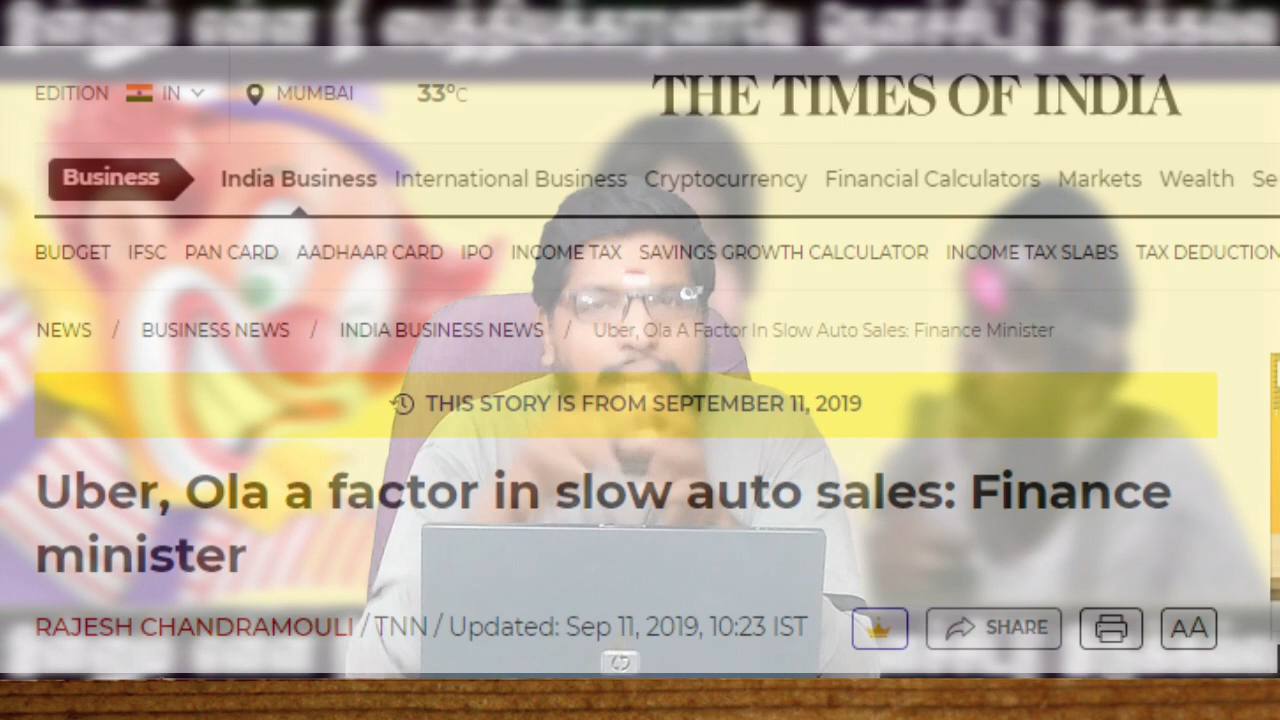 EDITION IN MUMBAI 33°C
THE TIMES OF INDIA
Business India Business International Business Cryptocurrency Financial Calculators Markets Wealth Se
BUDGET IFSC PAN CARD AADHAAR CARD IPO INCOME TAX SAVINGS GROWTH CALCULATOR INCOME TAX SLABS TAX DEDUCTION
NEWS / BUSINESS NEWS / INDIA BUSINESS NEWS / Uber, Ola A Factor In Slow Auto Sales: Finance Minister
THIS STORY IS FROM SEPTEMBER 11, 2019
Uber, Ola a factor in slow auto sales: Finance
minister
RAJESH CHANDRAMOULI / TNN / Updated: Sep 11, 2019, 10:23 IST
SHARE
AA
hp